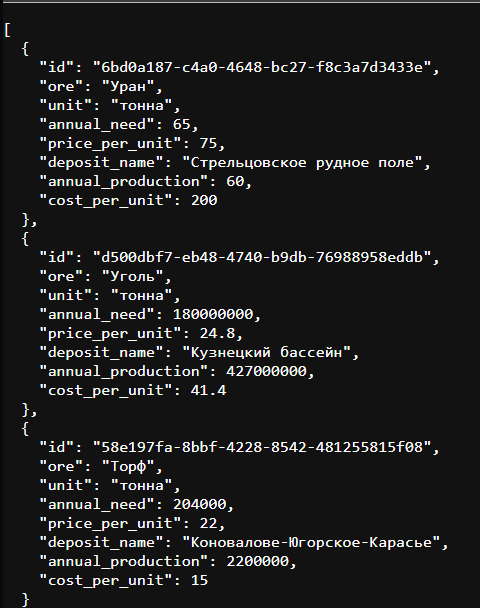 [
  {
    "id": "6bd0a187-c4a0-4648-bc27-f8c3a7d3433e",
    "ore": "Уран",
    "unit": "тонна",
    "annual_need": 65,
    "price_per_unit": 75,
    "deposit_name": "Стрельцовское рудное поле",
    "annual_production": 60,
    "cost_per_unit": 200
  },
  {
    "id": "d500dbf7-eb48-4740-b9db-76988958eddb",
    "ore": "Уголь",
    "unit": "тонна",
    "annual_need": 180000000,
    "price_per_unit": 24.8,
    "deposit_name": "Кузнецкий бассейн",
    "annual_production": 427000000,
    "cost_per_unit": 41.4
  },
  {
    "id": "58e197fa-8bbf-4228-8542-481255815f08",
    "ore": "Торф",
    "unit": "тонна",
    "annual_need": 204000,
    "price_per_unit": 22,
    "deposit_name": "Коновалове-Югорское-Карасье",
    "annual_production": 2200000,
    "cost_per_unit": 15
  }